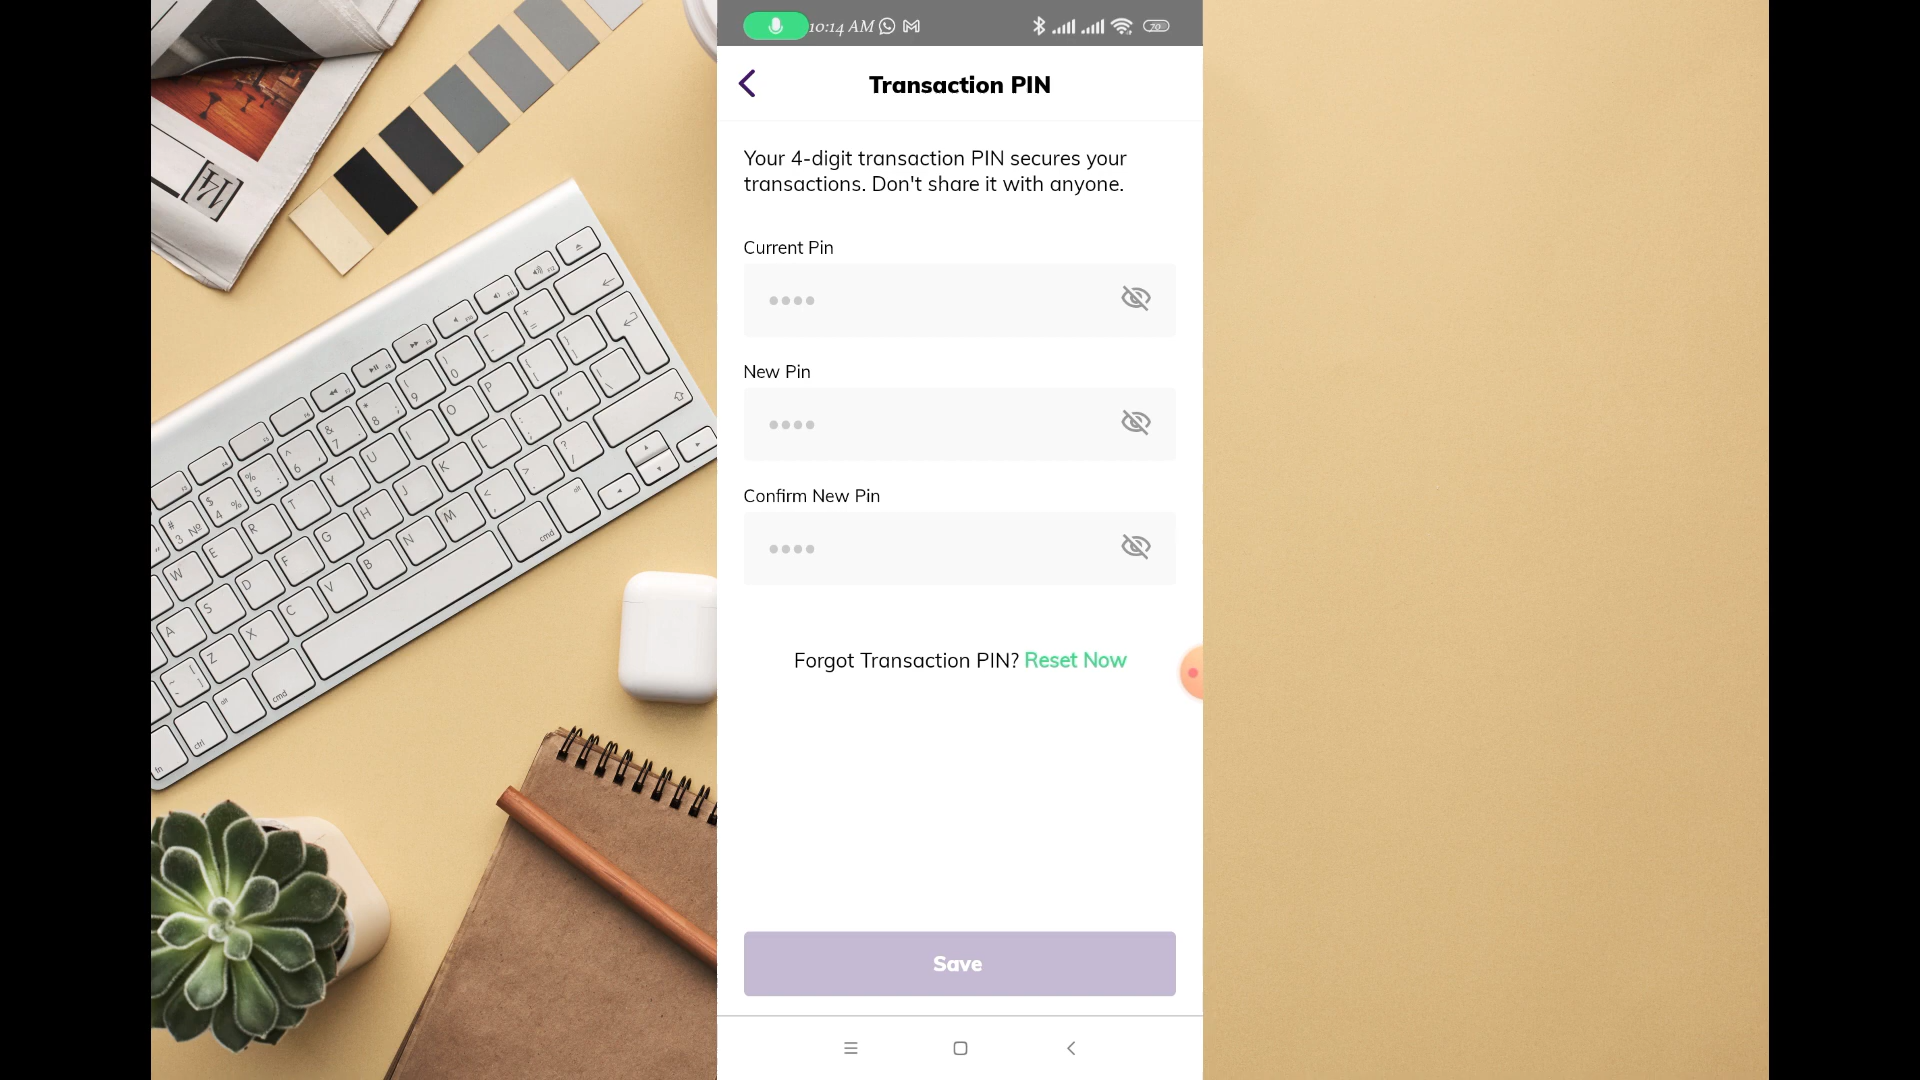 10:14 AM
70
Transaction PIN
Your 4-digit transaction PIN secures your
transactions. Don't share it with anyone.
Current Pin
New Pin
Confirm New Pin
Forgot Transaction PIN? Reset Now
Save